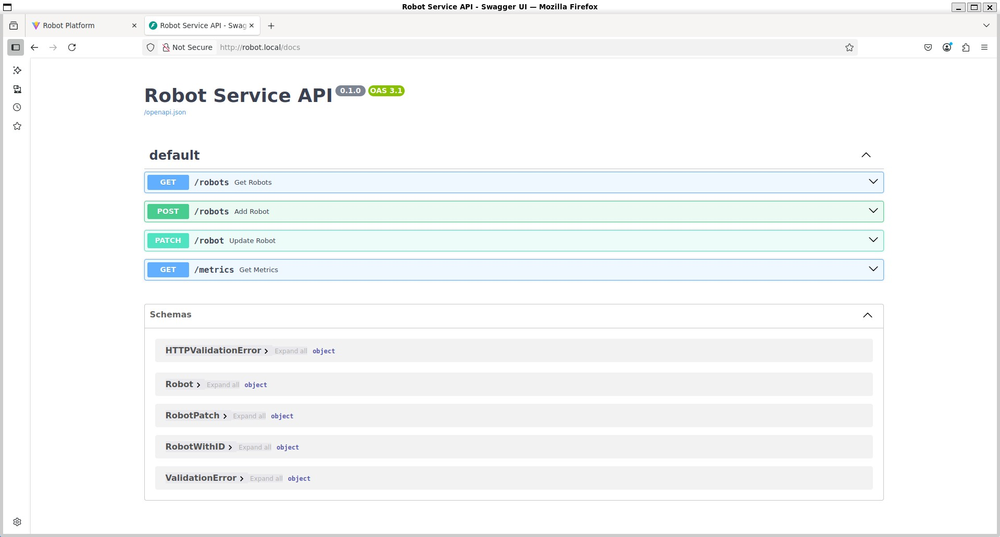 Robot Service API - Swagger UI — Mozilla Firefox
Robot Platform
Robot Service API - Swag
Not Secure
http://robot.local/docs
Robot Service API 0.1.0 OAS 3.1
/openapi.json
default
GET /robots Get Robots
POST /robots Add Robot
PATCH /robot Update Robot
GET /metrics Get Metrics
Schemas
HTTPValidationError Expand all object
Robot Expand all object
RobotPatch Expand all object
RobotWithID Expand all object
ValidationError Expand all object